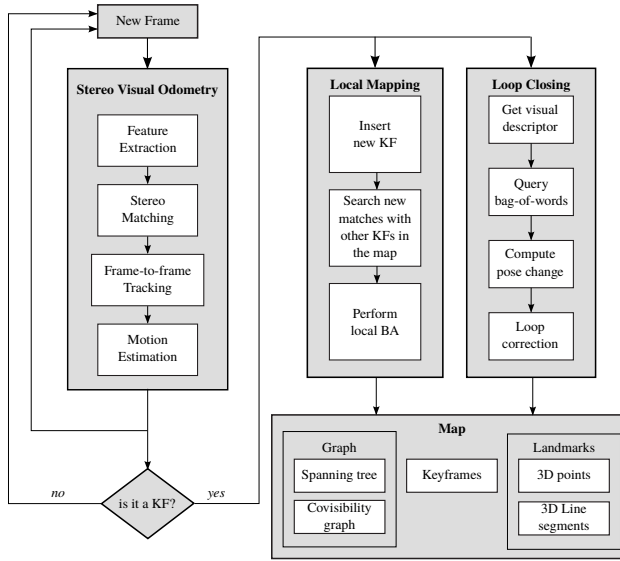 New Frame
Stereo Visual Odometry
Feature
Extraction
Stereo
Matching
Frame-to-frame
Tracking
Motion
Estimation
is it a KF?
no
yes
Local Mapping
Insert
new KF
Search new
matches with
other KFs in
the map
Perform
local BA
Loop Closing
Get visual
descriptor
Query
bag-of-words
Compute
pose change
Loop
correction
Map
Graph
Spanning tree
Covisibility
graph
Keyframes
Landmarks
3D points
3D Line
segments